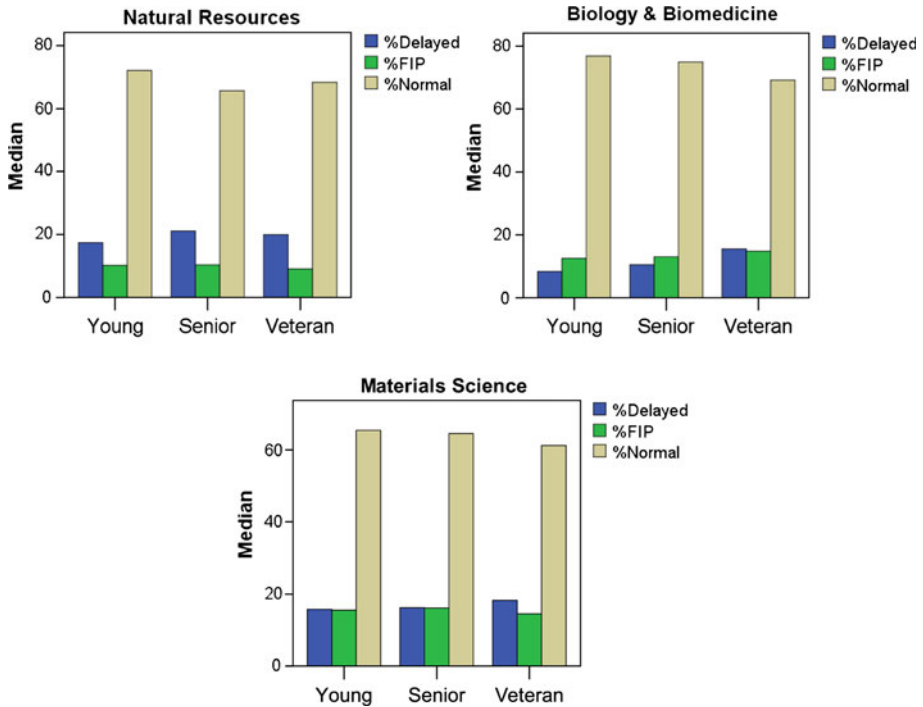 Natural Resources
80
60
40
20
0
Median
Young Senior Veteran
%Delayed
%FIP
%Normal
Biology & Biomedicine
80
60
40
20
0
Median
Young Senior Veteran
%Delayed
%FIP
%Normal
Materials Science
60
40
20
0
Median
Young Senior Veteran
%Delayed
%FIP
%Normal